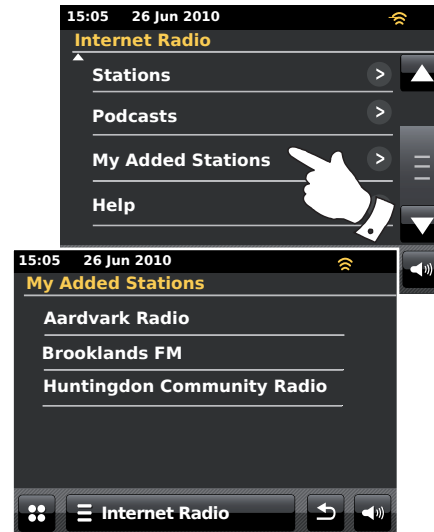 15:05 26 Jun 2010
Internet Radio
Stations
Podcasts
My Added Stations
Help
15:05 26 Jun 2010
My Added Stations
Aardvark Radio
Brooklands FM
Huntingdon Community Radio
Internet Radio